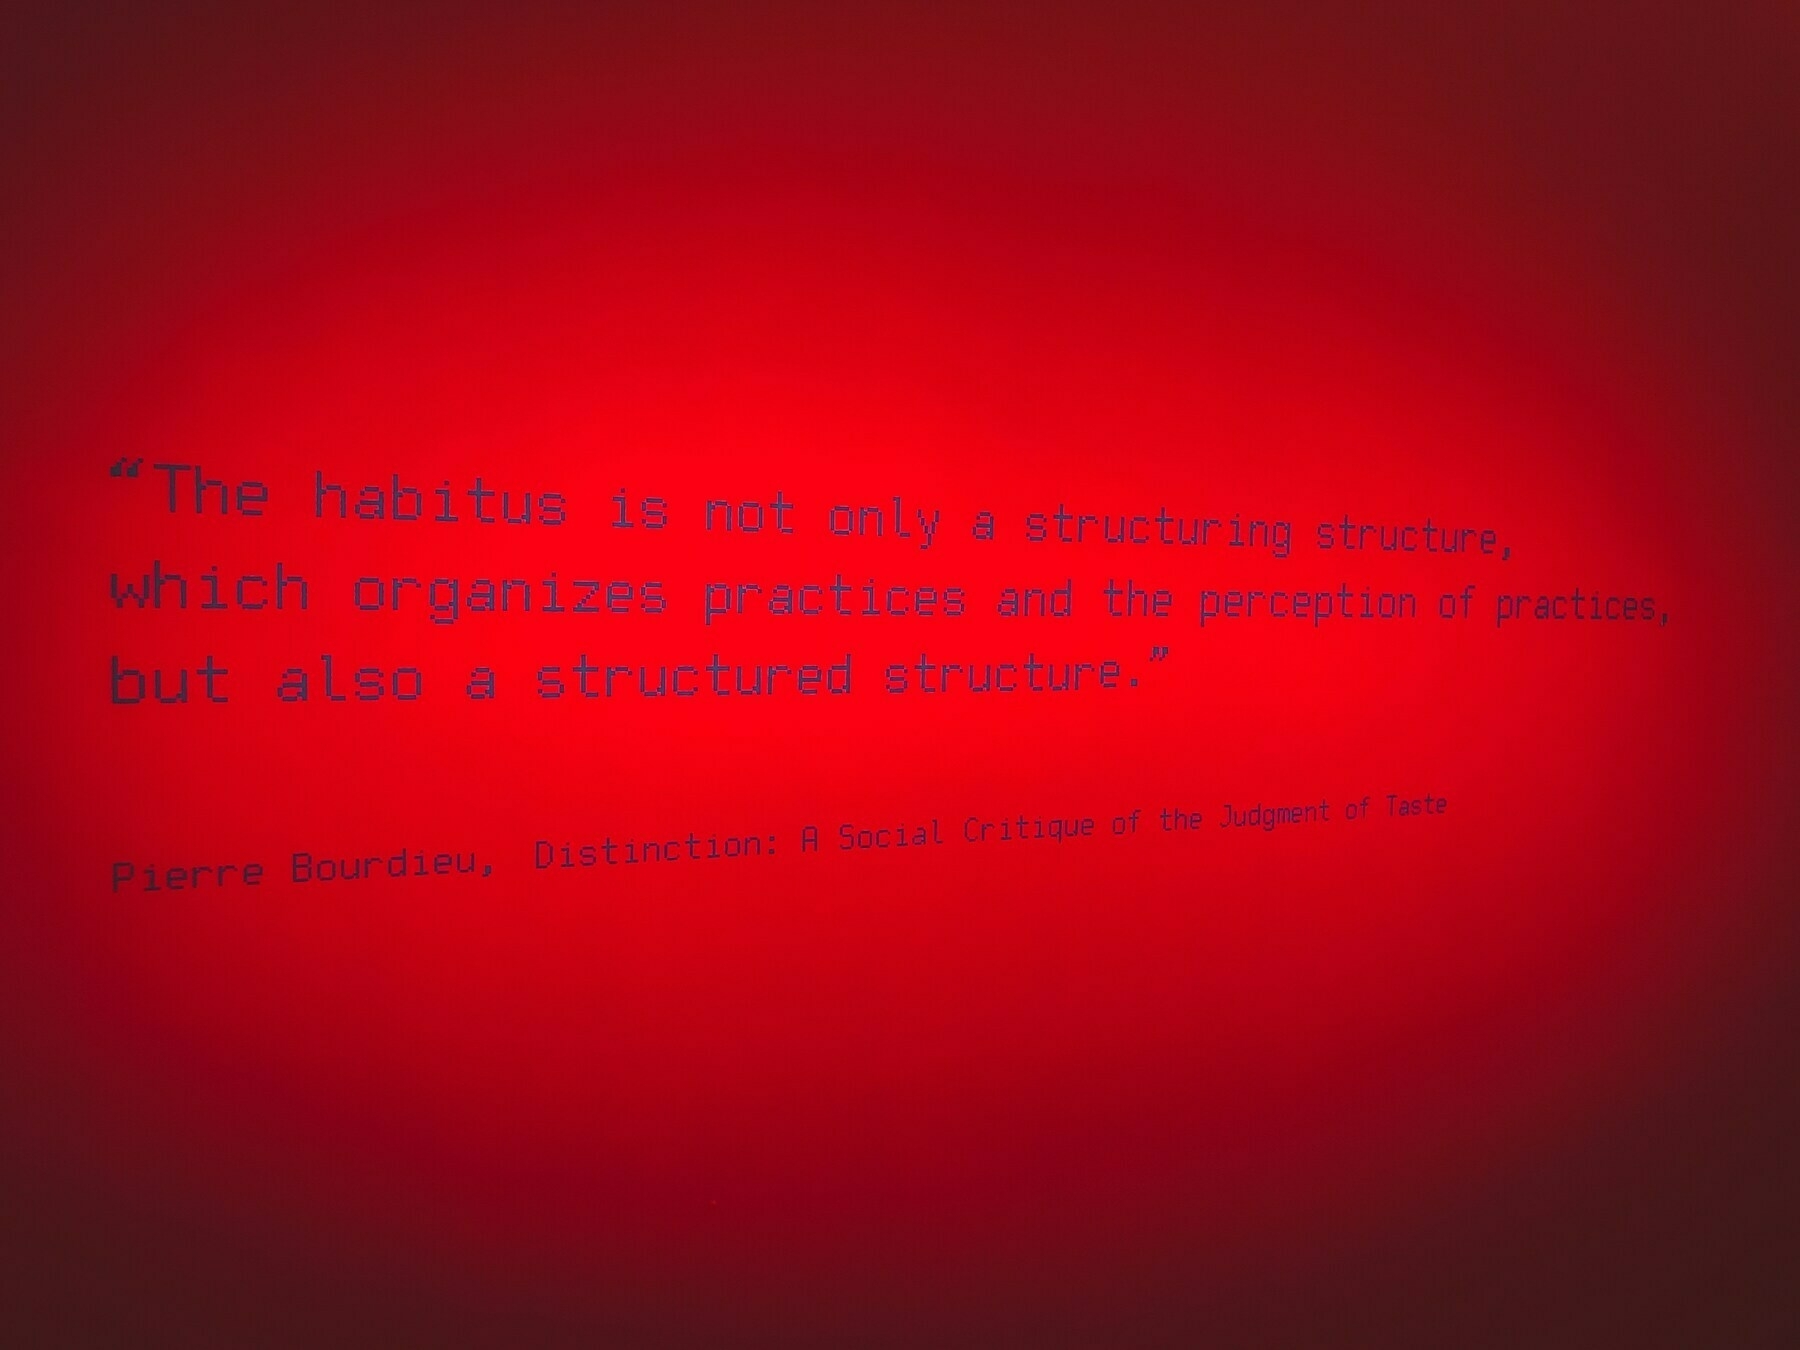 “The habitus is not only a structuring structure,
which organizes practices and the perception of practices,
but also a structured structure.”
Pierre Bourdieu, Distinction: A Social Critique of the Judgment of Taste